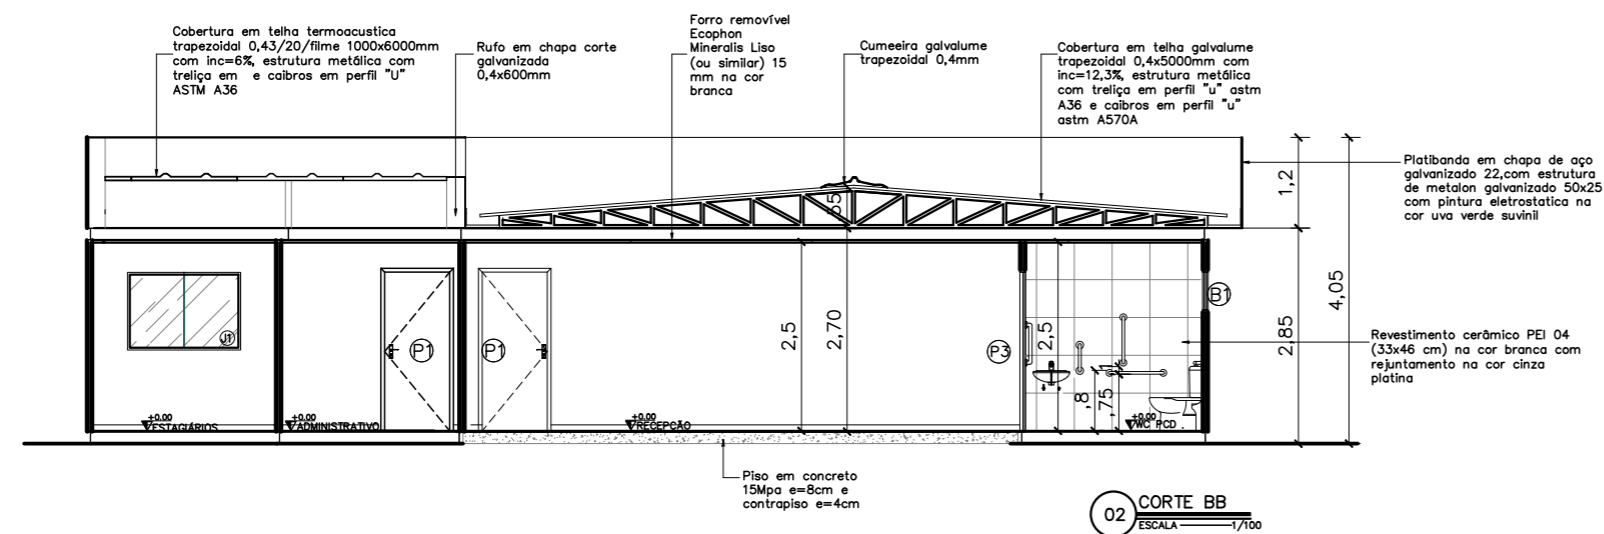 Cobertura em telha termoacustica
trapezoidal 0,43/20/filme 1000x6000mm
com inc=6%, estrutura metálica com
treliça em e caibros em perfil "U"
ASTM A36
Rufo em chapa corte
galvanizada
0,4x600mm
Forro removível
Ecophon
Mineralis Liso
(ou similar) 15
mm na cor
branca
Cumeeira galvalume
trapezoidal 0,4mm
Cobertura em telha galvalume
trapezoidal 0,4x5000mm com
inc=12,3%, estrutura metálica
com treliça em perfil "u" astm
A36 e caibros em perfil "u"
astm A570A
Platibanda em chapa de aço
galvanizado 22,com estrutura
de metalon galvanizado 50x25
com pintura eletrostatica na
cor uva verde suvinil
1,2
4,05
2,85
2,5
2,70
2,5
,8
,75
J1
P1
P1
P3
B1
Revestimento cerâmico PEI 04
(33x46 cm) na cor branca com
rejuntamento na cor cinza
platina
+0.00
ESTAGIÁRIOS
+0.00
ADMINISTRATIVO
+0.00
RECEPÇÃO
+0.00
WC PCD
Piso em concreto
15Mpa e=8cm e
contrapiso e=4cm
02
CORTE BB
ESCALA 1/100